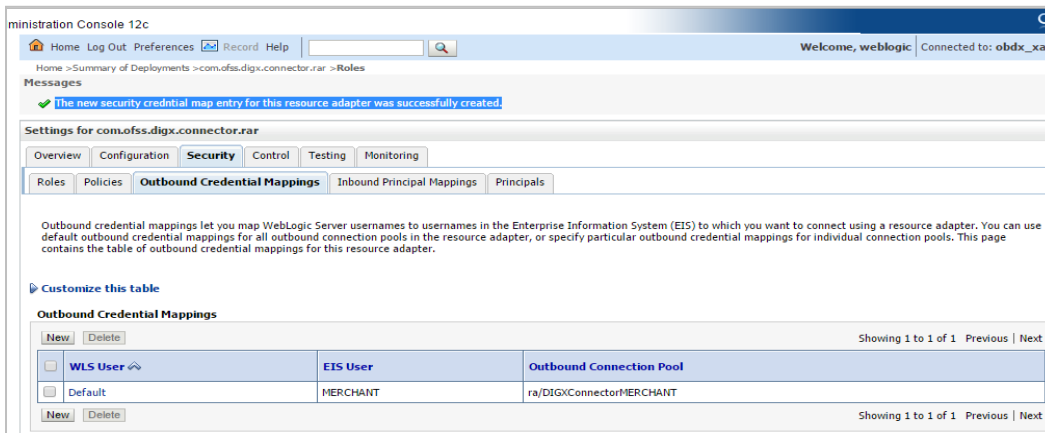 ministration Console 12c
Home Log Out Preferences Record Help
Welcome, weblogic Connected to: obdx_xa
Home >Summary of Deployments >com.ofss.digx.connector.rar >Roles
Messages
The new security credntial map entry for this resource adapter was successfully created.
Settings for com.ofss.digx.connector.rar
Overview Configuration Security Control Testing Monitoring
Roles Policies Outbound Credential Mappings Inbound Principal Mappings Principals
Outbound credential mappings let you map WebLogic Server usernames to usernames in the Enterprise Information System (EIS) to which you want to connect using a resource adapter. You can use
default outbound credential mappings for all outbound connection pools in the resource adapter, or specify particular outbound credential mappings for individual connection pools. This page
contains the table of outbound credential mappings for this resource adapter.
Customize this table
Outbound Credential Mappings
New Delete
Showing 1 to 1 of 1 Previous | Next
WLS User EIS User Outbound Connection Pool
Default MERCHANT ra/DIGXConnectorMERCHANT
New Delete
Showing 1 to 1 of 1 Previous | Next